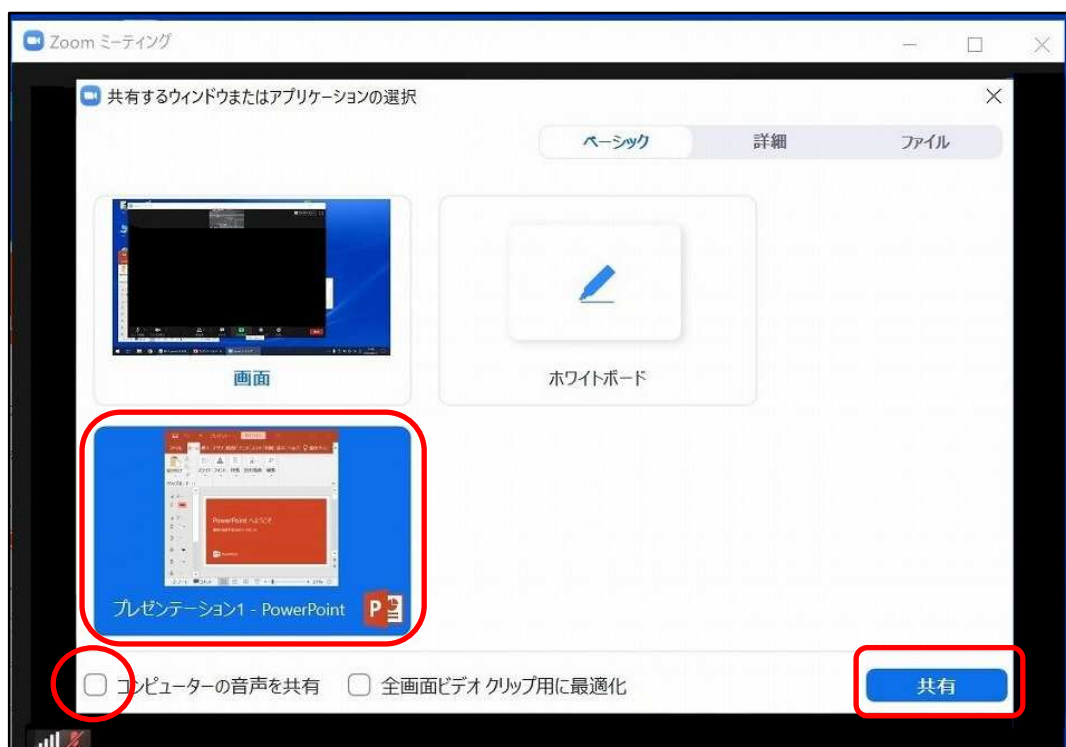 Zoom ミーティング
共有するウィンドウまたはアプリケーションの選択
ベーシック 詳細 ファイル
画面
ホワイトボード
PowerPoint へようこそ
プレゼンテーション1 - PowerPoint
コンピューターの音声を共有 全画面ビデオ クリップ用に最適化 共有